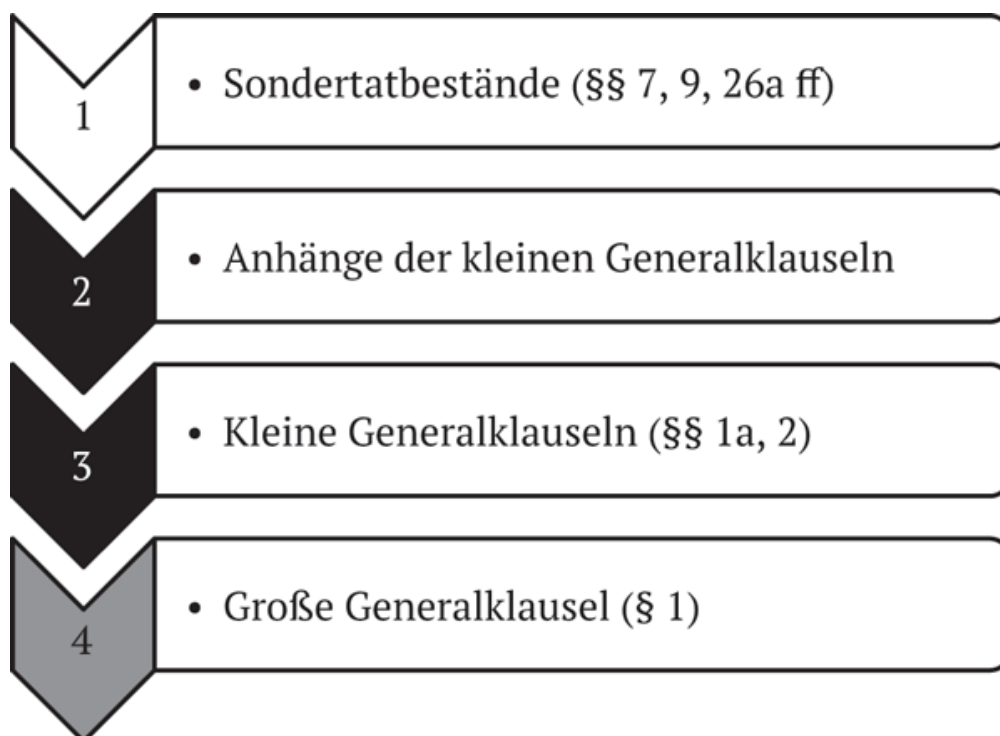 1
• Sondertatbestände (§§ 7, 9, 26a ff)
2
• Anhänge der kleinen Generalklauseln
3
• Kleine Generalklauseln (§§ 1a, 2)
4
• Große Generalklausel (§ 1)